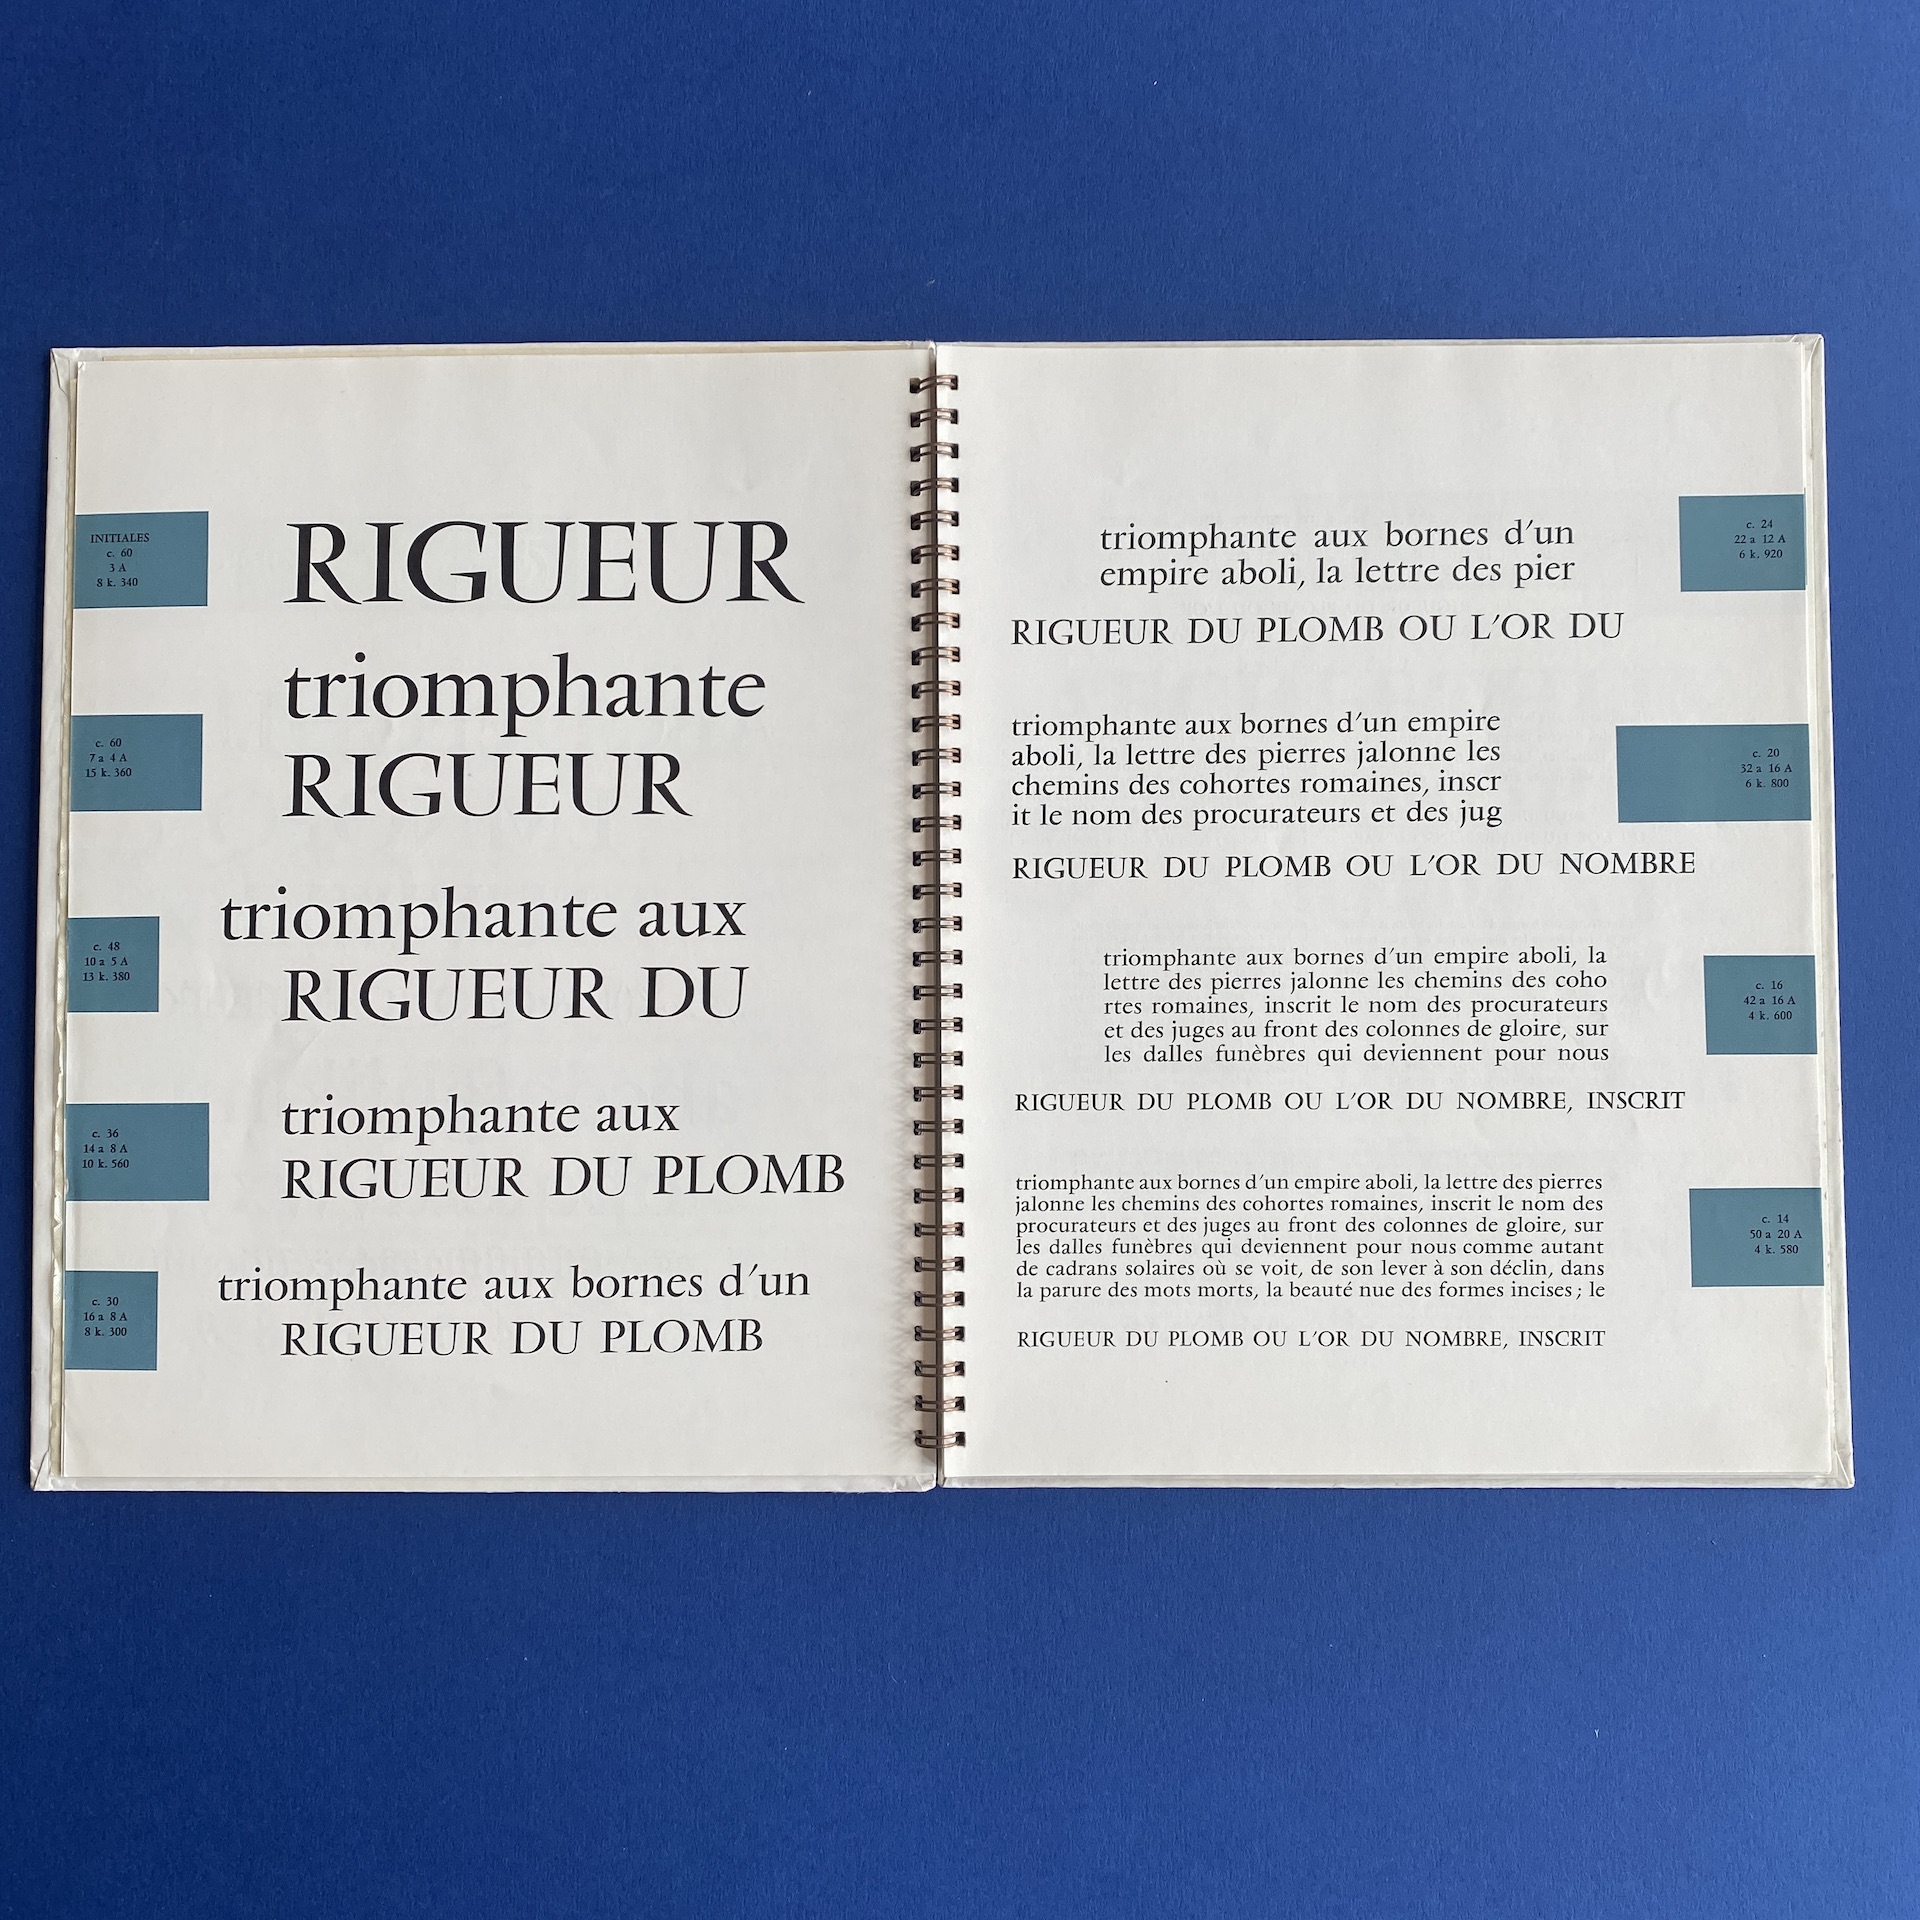 INITIALES
c. 60
3 A
8 k. 340
RIGUEUR
c. 60
7 a 4 A
15 k. 360
triomphante
RIGUEUR
c. 48
10 a 5 A
13 k. 380
triomphante aux
RIGUEUR DU
c. 36
14 a 8 A
10 k. 560
triomphante aux
RIGUEUR DU PLOMB
c. 30
16 a 8 A
8 k. 300
triomphante aux bornes d'un
RIGUEUR DU PLOMB
triomphante aux bornes d'un
empire aboli, la lettre des pier
RIGUEUR DU PLOMB OU L'OR DU
c. 24
22 a 12 A
6 k. 920
triomphante aux bornes d'un empire
aboli, la lettre des pierres jalonne les
chemins des cohortes romaines, inscr
it le nom des procurateurs et des jug
RIGUEUR DU PLOMB OU L'OR DU NOMBRE
c. 20
32 a 16 A
6 k. 800
triomphante aux bornes d'un empire aboli, la
lettre des pierres jalonne les chemins des coho
rtes romaines, inscrit le nom des procurateurs
et des juges au front des colonnes de gloire, sur
les dalles funèbres qui deviennent pour nous
RIGUEUR DU PLOMB OU L'OR DU NOMBRE, INSCRIT
c. 16
42 a 16 A
4 k. 600
triomphante aux bornes d'un empire aboli, la lettre des pierres
jalonne les chemins des cohortes romaines, inscrit le nom des
procurateurs et des juges au front des colonnes de gloire, sur
les dalles funèbres qui deviennent pour nous comme autant
de cadrans solaires où se voit, de son lever à son déclin, dans
la parure des mots morts, la beauté nue des formes incises ; le
RIGUEUR DU PLOMB OU L'OR DU NOMBRE, INSCRIT
c. 14
50 a 20 A
4 k. 580